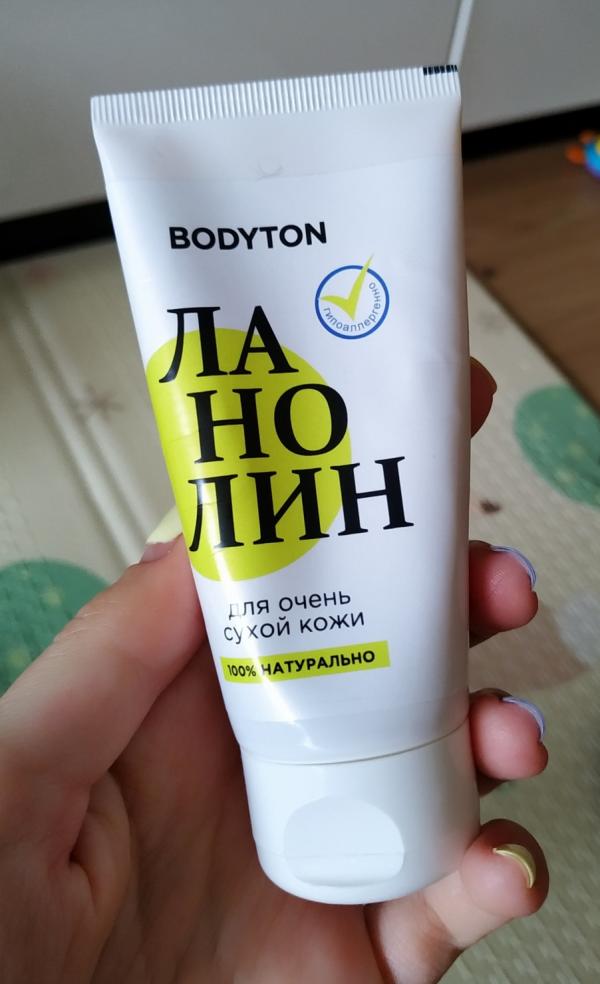 BODYTON
гипоаллергенно
ЛА
НО
ЛИН
для очень
сухой кожи
100% НАТУРАЛЬНО